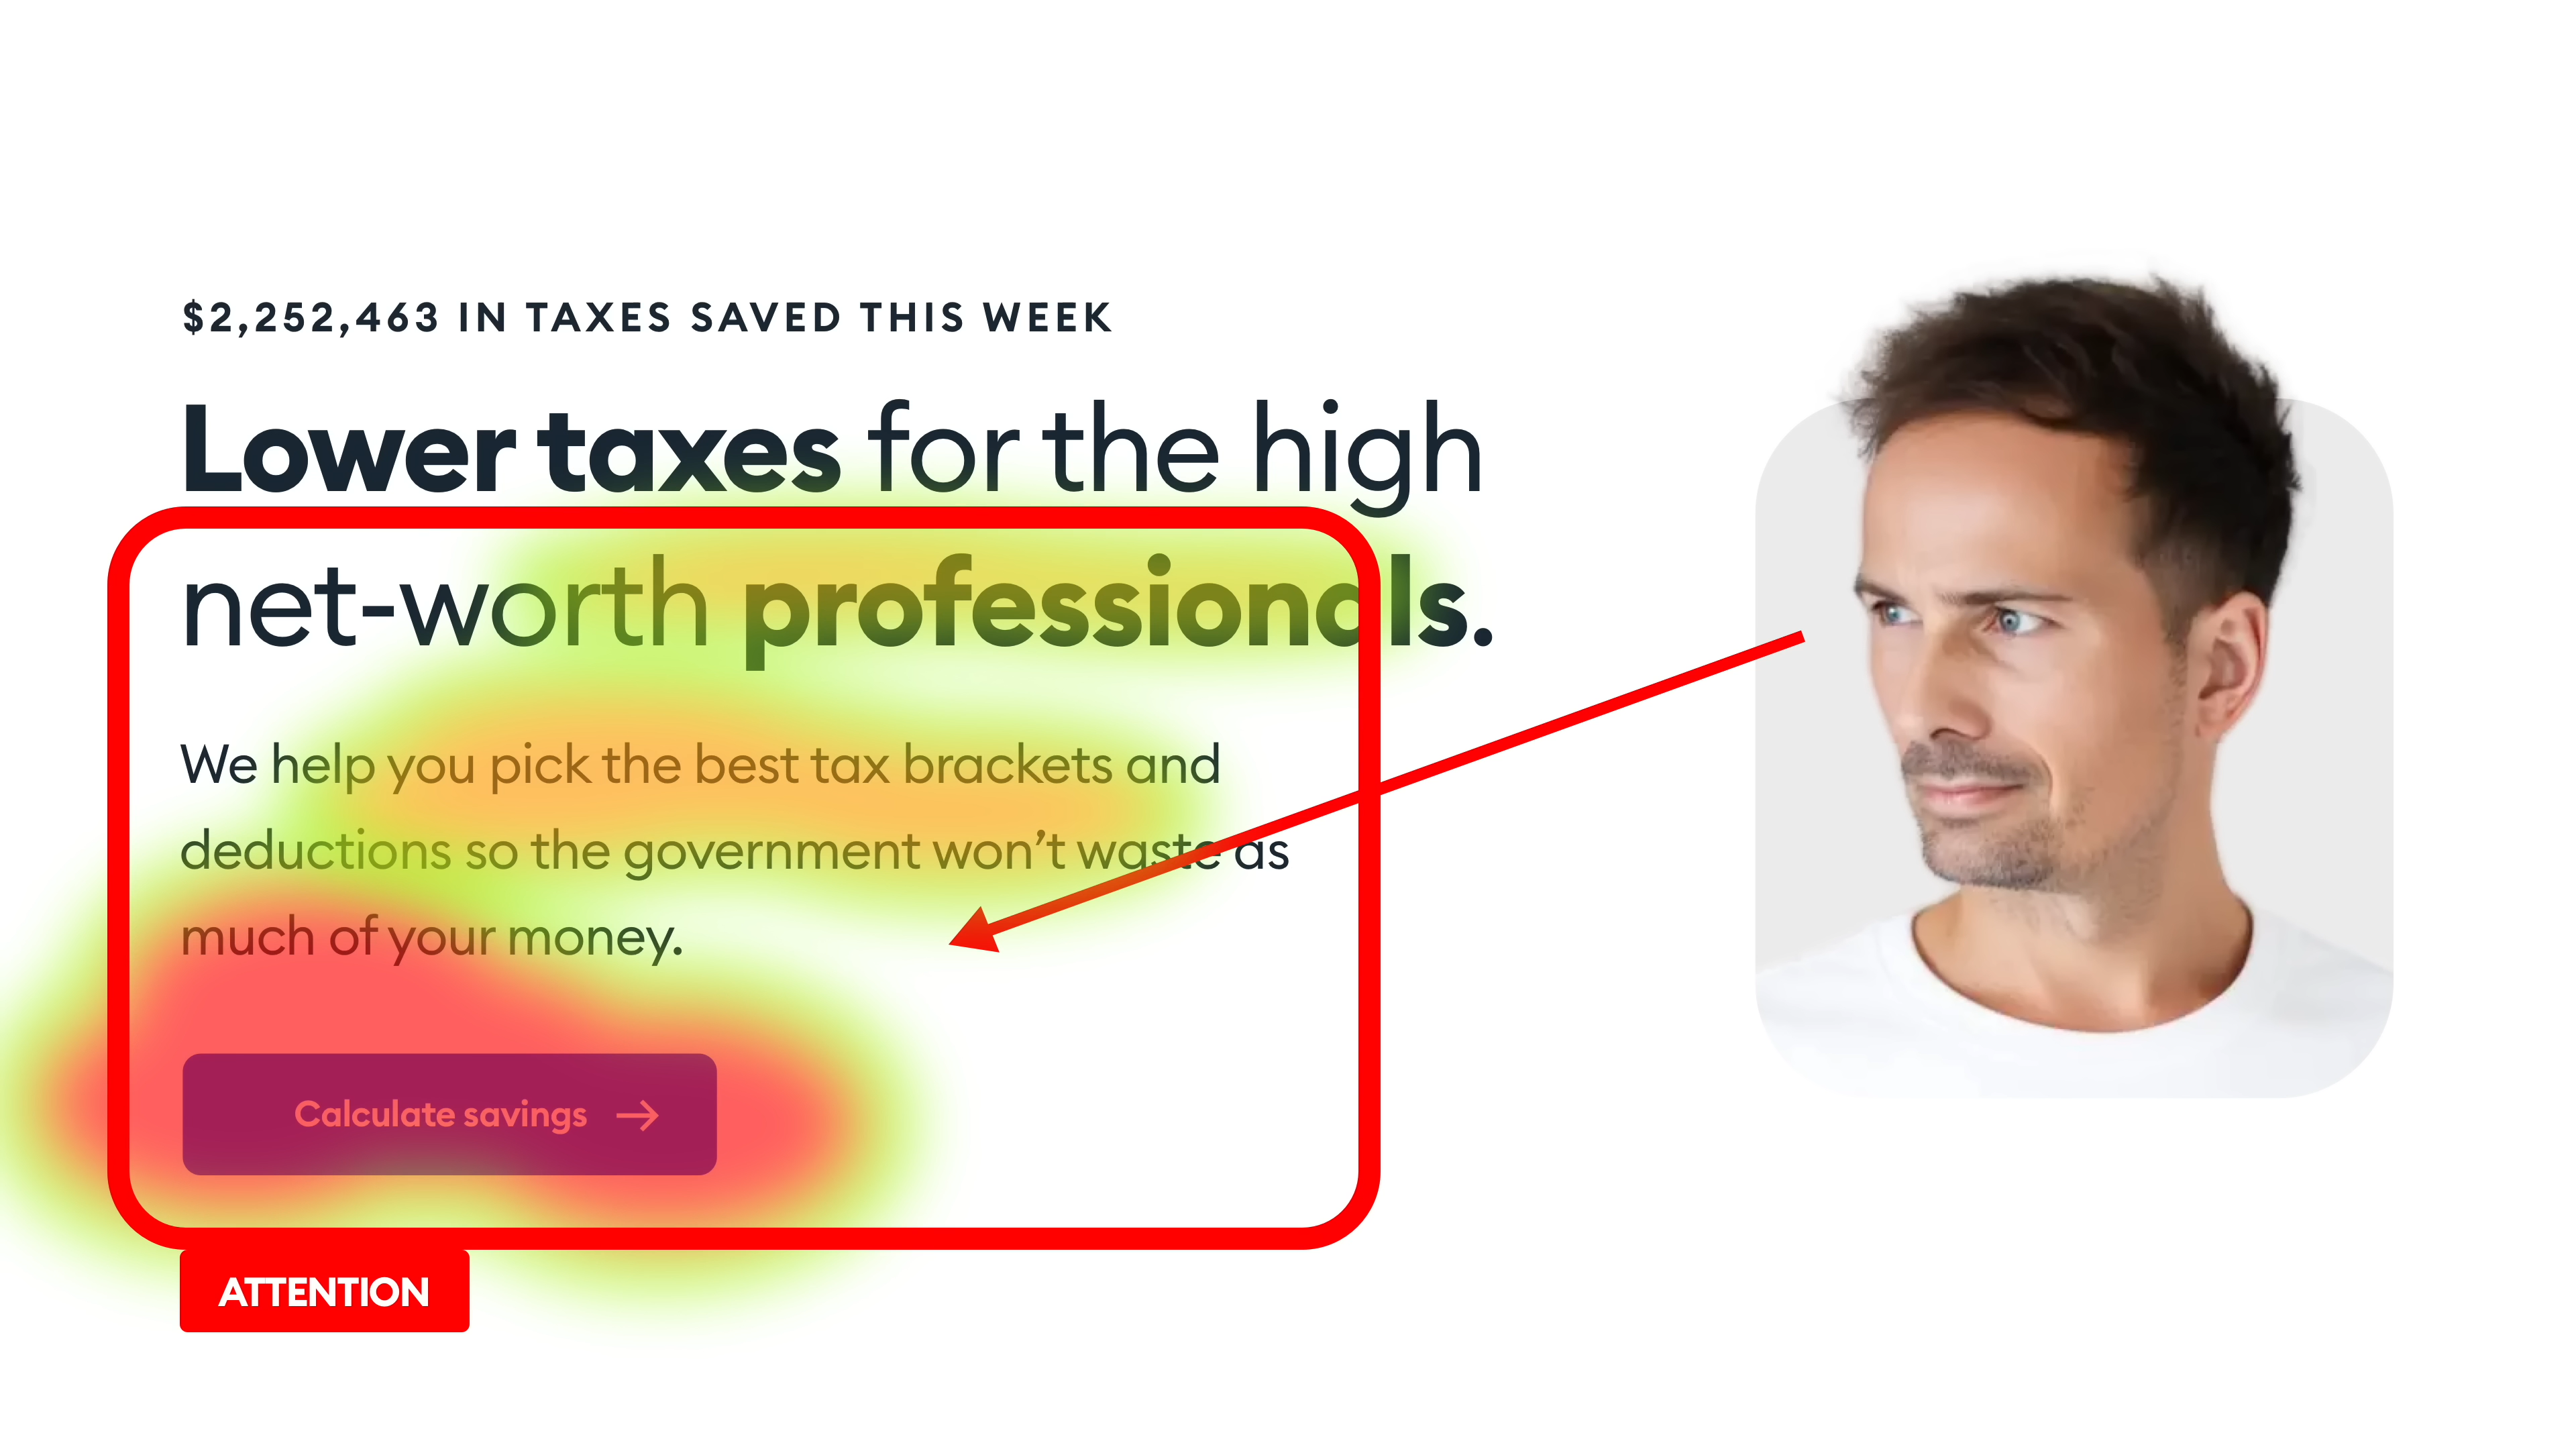 $2,252,463 IN TAXES SAVED THIS WEEK
Lower taxes for the high
net-worth professionals.
We help you pick the best tax brackets and
deductions so the government won’t waste as
much of your money.
Calculate savings →
ATTENTION